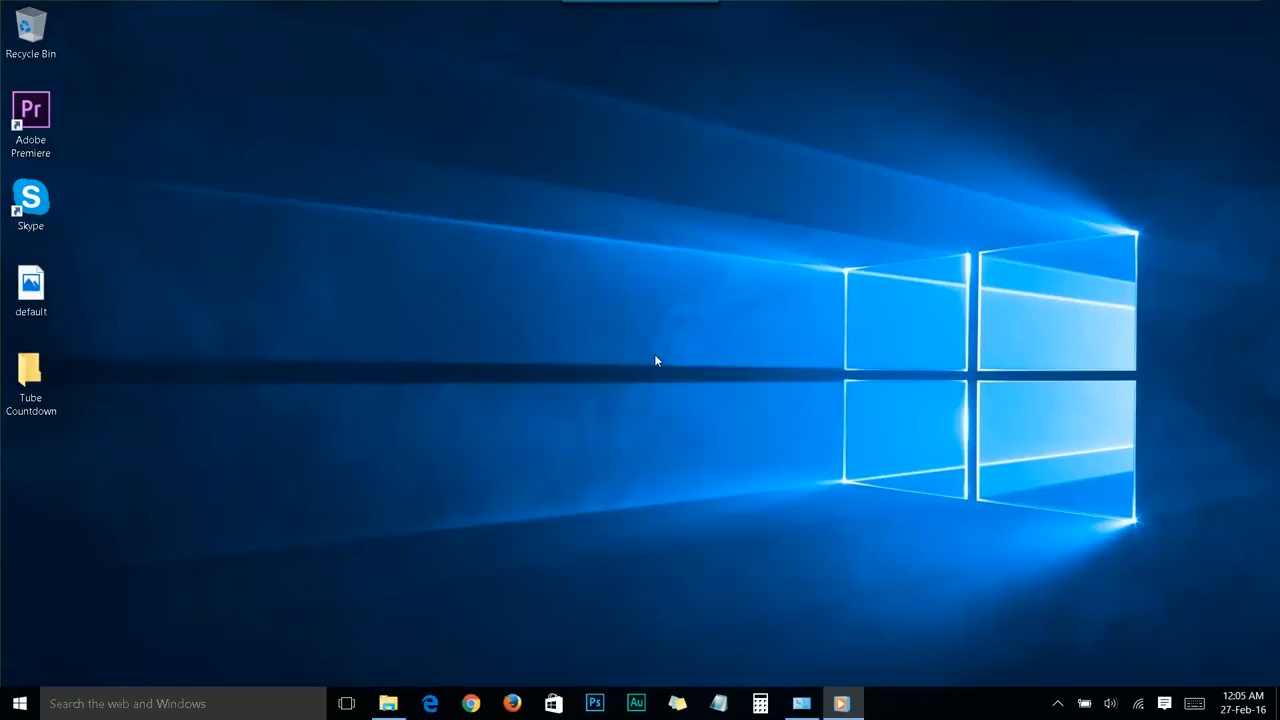 Recycle Bin
Pr
Adobe
Premiere
S
Skype
default
Tube
Countdown
Search the web and Windows
Ps
Au
12:05 AM
27-Feb-16